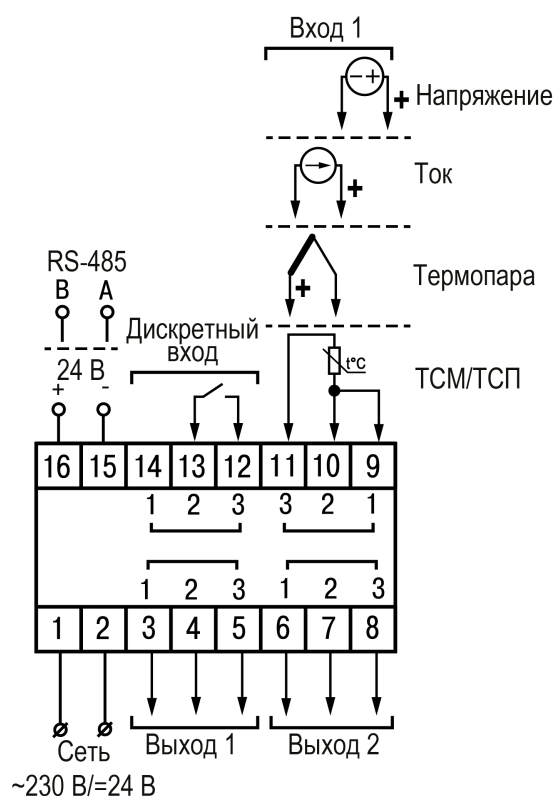 Вход 1
− +
+ Напряжение
Ток
+
Термопара
+
RS-485
B A
Дискретный
вход
24 В
+ -
t°C
ТСМ/ТСП
16 15 14 13 12 11 10 9
1 2 3 3 2 1
1 2 3 1 2 3
1 2 3 4 5 6 7 8
Сеть
~230 В/=24 В
Выход 1
Выход 2